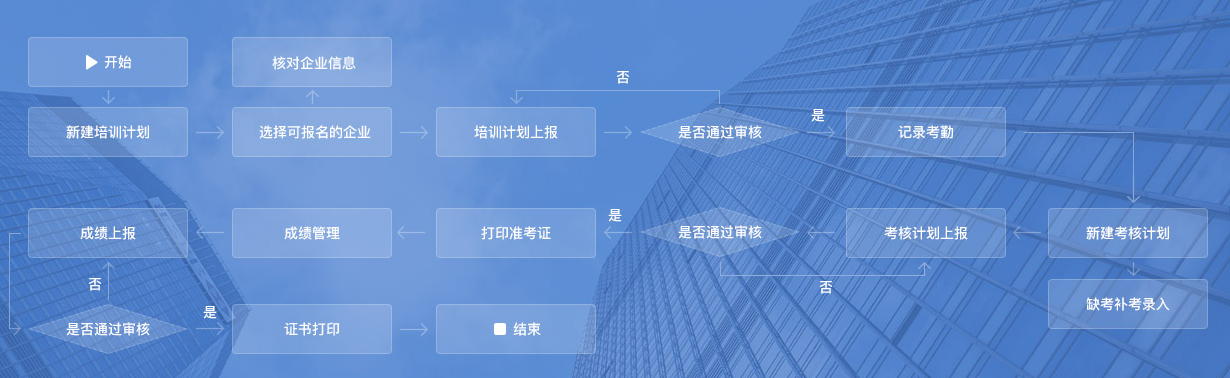 开始
核对企业信息
否
新建培训计划
选择可报名的企业
培训计划上报
是否通过审核
是
记录考勤
成绩上报
成绩管理
打印准考证
是
是否通过审核
考核计划上报
新建考核计划
否
否
缺考补考录入
是否通过审核
是
证书打印
结束